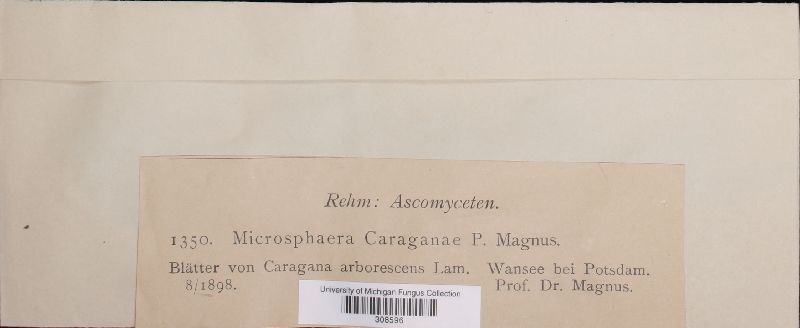 Rehm: Ascomyceten.
1350. Microsphaera Caraganae P. Magnus.
Blätter von Caragana arborescens Lam. Wansee bei Potsdam.
8/1898. Prof. Dr. Magnus.
University of Michigan Fungus Collection
308596